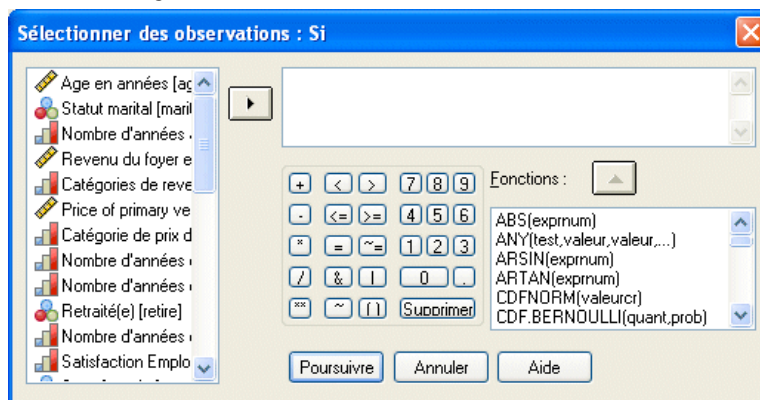 Sélectionner des observations : Si
Age en années [ag
Statut marital [marit
Nombre d'années
Revenu du foyer e
Catégories de reve
Price of primary ve
Catégorie de prix d
Nombre d'années
Nombre d'années
Retraité(e) [retire]
Nombre d'années
Satisfaction Emplo
+ < > 7 8 9
- <= >= 4 5 6
* = ~= 1 2 3
/ & | 0 .
** ~ ( ) Supprimer
Fonctions :
ABS(exprnum)
ANY(test,valeur,valeur,...)
ARSIN(exprnum)
ARTAN(exprnum)
CDFNORM(valeurcr)
CDF.BERNOULLI(quant,prob)
Poursuivre Annuler Aide